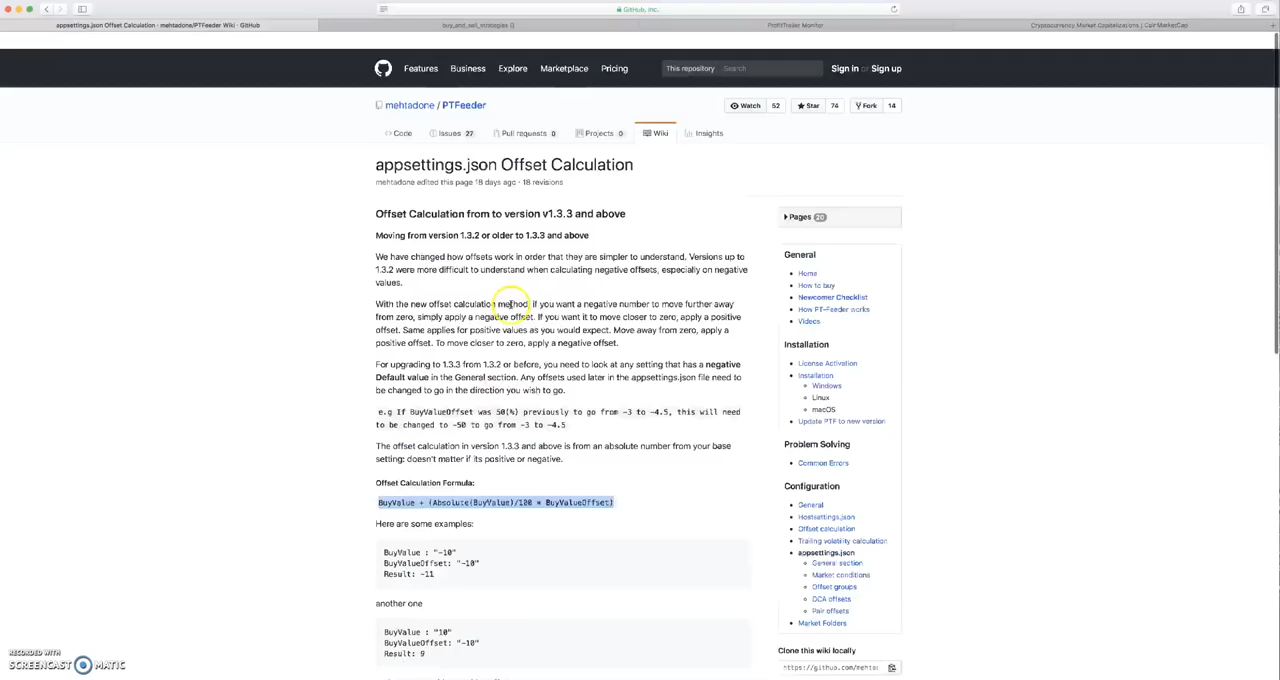 GitHub, Inc.
appsettings.json Offset Calculation · mehtadone/PTFeeder Wiki · GitHub
buy_and_sell_strategies
ProfitTrailer Monitor
Cryptocurrency Market Capitalizations | CoinMarketCap
Features Business Explore Marketplace Pricing
This repository Search
Sign in or Sign up
mehtadone / PTFeeder
Watch 52
Star 74
Fork 14
Code
Issues 27
Pull requests 0
Projects 0
Wiki
Insights
appsettings.json Offset Calculation
mehtadone edited this page 18 days ago · 18 revisions
Offset Calculation from to version v1.3.3 and above
Moving from version 1.3.2 or older to 1.3.3 and above
We have changed how offsets work in order that they are simpler to understand. Versions up to
1.3.2 were more difficult to understand when calculating negative offsets, especially on negative
values.
With the new offset calculation method, if you want a negative number to move further away
from zero, simply apply a negative offset. If you want it to move closer to zero, apply a positive
offset. Same applies for positive values as you would expect. Move away from zero, apply a
positive offset. To move closer to zero, apply a negative offset.
For upgrading to 1.3.3 from 1.3.2 or before, you need to look at any setting that has a negative
Default value in the General section. Any offsets used later in the appsettings.json file need to
be changed to go in the direction you wish to go.
e.g If BuyValueOffset was 50(%) previously to go from -3 to -4.5, this will need
to be changed to -50 to go from -3 to -4.5
The offset calculation in version 1.3.3 and above is from an absolute number from your base
setting: doesn't matter if its positive or negative.
Offset Calculation Formula:
BuyValue + (Absolute(BuyValue)/100 * BuyValueOffset)
Here are some examples:
BuyValue : "-10"
BuyValueOffset: "-10"
Result: -11
another one
BuyValue : "10"
BuyValueOffset: "-10"
Result: 9
Pages 20
General
Home
How to buy
Newcomer Checklist
How PT-Feeder works
Videos
Installation
License Activation
Installation
Windows
Linux
macOS
Update PTF to new version
Problem Solving
Common Errors
Configuration
General
Hostsettings.json
Offset calculation
Trailing volatility calculation
appsettings.json
General section
Market conditions
Offset groups
DCA offsets
Pair offsets
Market Folders
Clone this wiki locally
RECORDED WITH
SCREENCAST MATIC